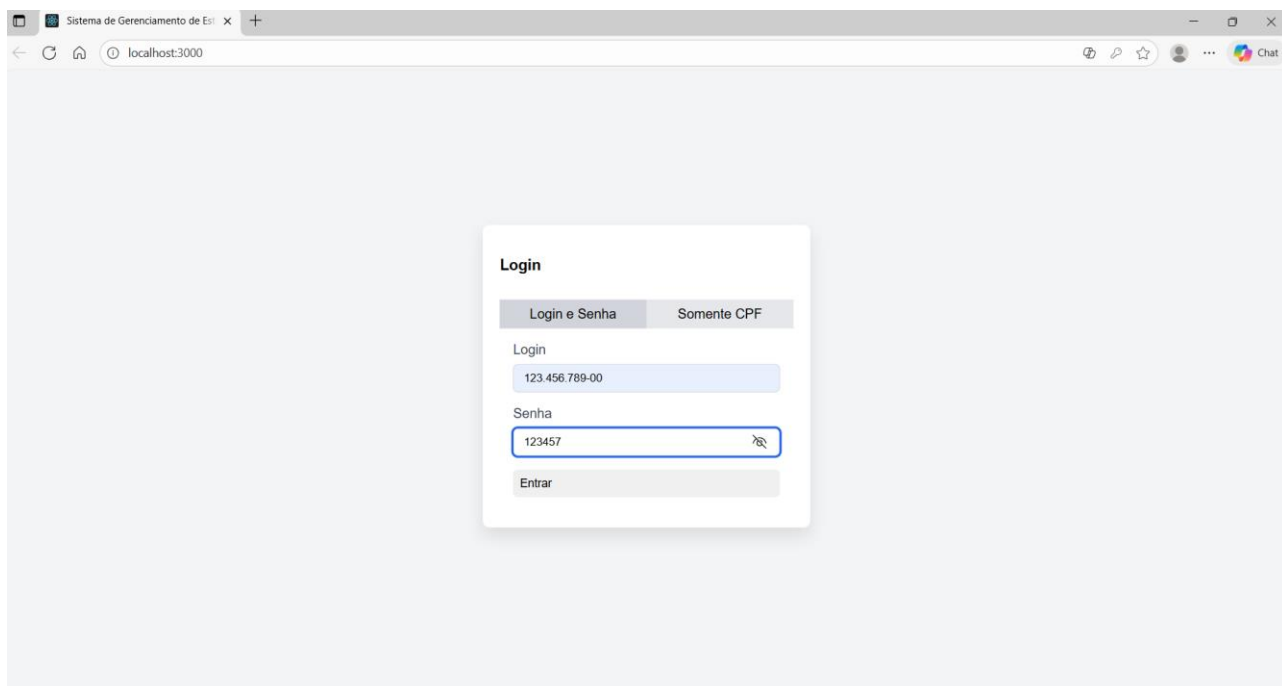 Sistema de Gerenciamento de Est
localhost:3000
Chat
Login
Login e Senha
Somente CPF
Login
123.456.789-00
Senha
123457
Entrar